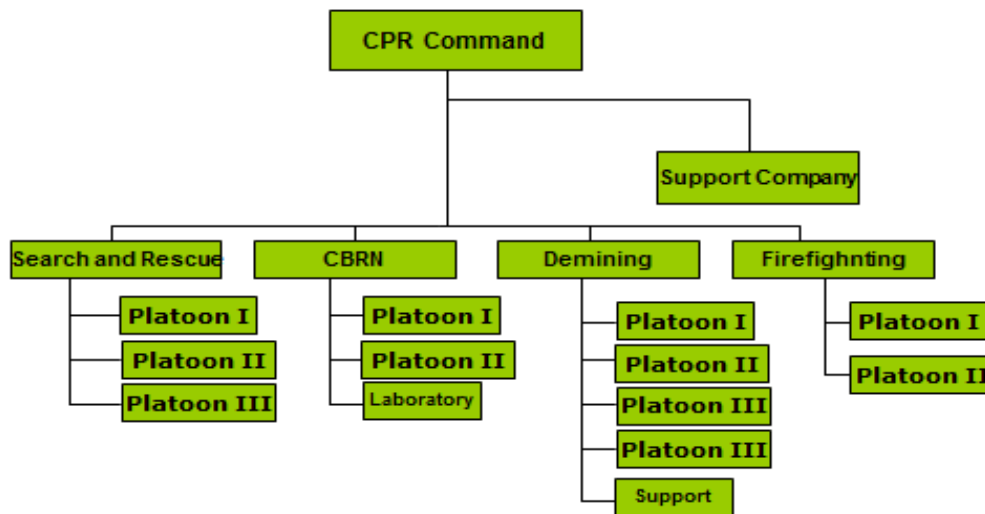 CPR Command
Support Company
Search and Rescue
CBRN
Demining
Firefighnting
Platoon I
Platoon II
Platoon III
Platoon I
Platoon II
Laboratory
Platoon I
Platoon II
Platoon III
Platoon III
Support
Platoon I
Platoon II